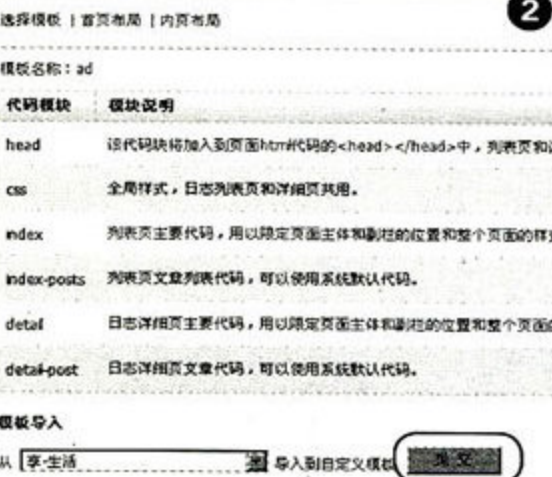 选择模板 | 首页布局 | 内页布局
2
模板名称:ad
代码模块 模块说明
head 该代码块将加入到页面html代码的<head></head>中,列表页和
css 全局样式,日志列表页和详细页共用。
index 列表页主要代码,用以限定页面主体和副栏的位置和整个页面的样
index-posts 列表页文章列表代码,可以使用系统默认代码。
detail 日志详细页主要代码,用以限定页面主体和副栏的位置和整个页面
detail-post 日志详细页文章代码,可以使用系统默认代码。
模板导入
从 享-生活 导入到自定义模板 提交